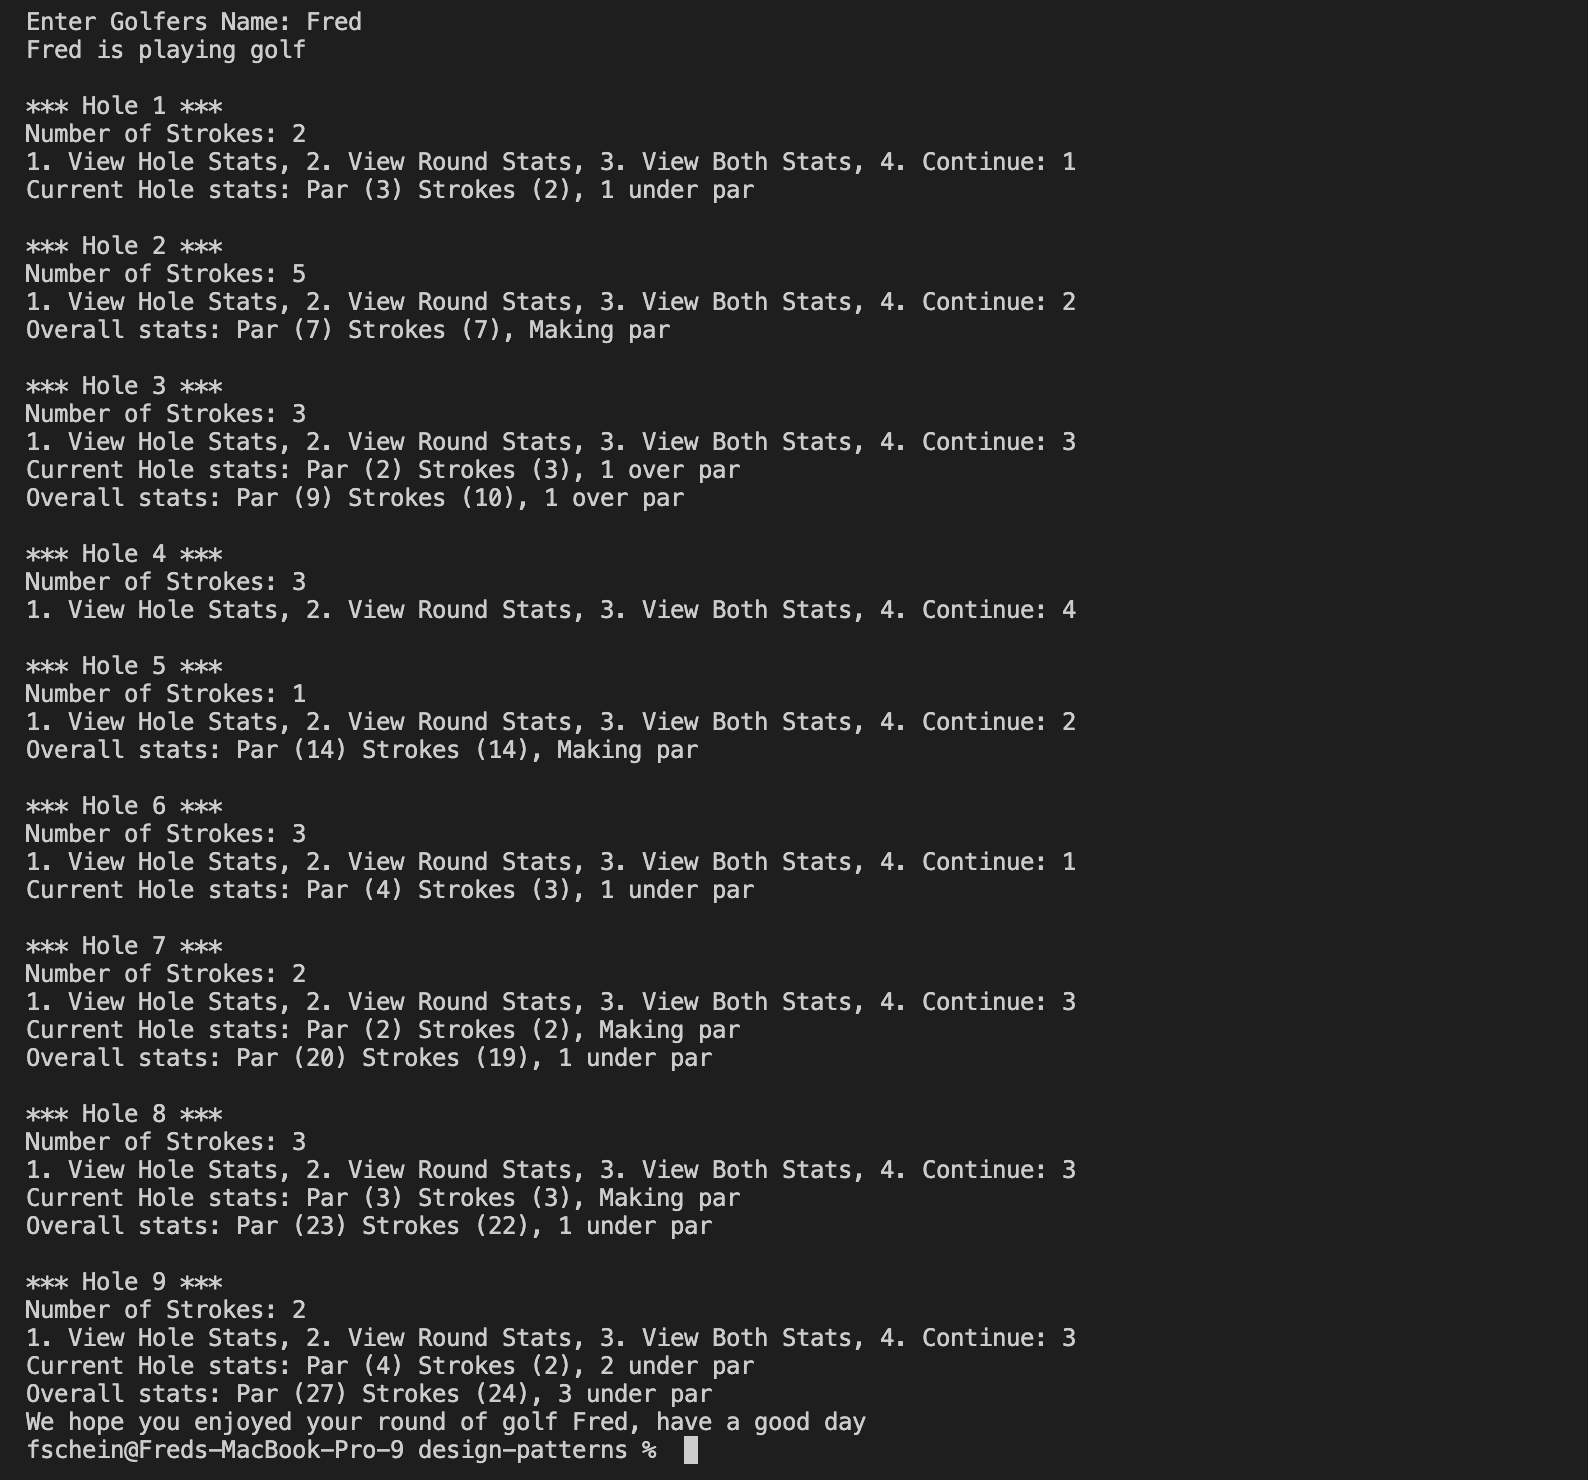 Enter Golfers Name: Fred
Fred is playing golf
*** Hole 1 ***
Number of Strokes: 2
1. View Hole Stats, 2. View Round Stats, 3. View Both Stats, 4. Continue: 1
Current Hole stats: Par (3) Strokes (2), 1 under par
*** Hole 2 ***
Number of Strokes: 5
1. View Hole Stats, 2. View Round Stats, 3. View Both Stats, 4. Continue: 2
Overall stats: Par (7) Strokes (7), Making par
*** Hole 3 ***
Number of Strokes: 3
1. View Hole Stats, 2. View Round Stats, 3. View Both Stats, 4. Continue: 3
Current Hole stats: Par (2) Strokes (3), 1 over par
Overall stats: Par (9) Strokes (10), 1 over par
*** Hole 4 ***
Number of Strokes: 3
1. View Hole Stats, 2. View Round Stats, 3. View Both Stats, 4. Continue: 4
*** Hole 5 ***
Number of Strokes: 1
1. View Hole Stats, 2. View Round Stats, 3. View Both Stats, 4. Continue: 2
Overall stats: Par (14) Strokes (14), Making par
*** Hole 6 ***
Number of Strokes: 3
1. View Hole Stats, 2. View Round Stats, 3. View Both Stats, 4. Continue: 1
Current Hole stats: Par (4) Strokes (3), 1 under par
*** Hole 7 ***
Number of Strokes: 2
1. View Hole Stats, 2. View Round Stats, 3. View Both Stats, 4. Continue: 3
Current Hole stats: Par (2) Strokes (2), Making par
Overall stats: Par (20) Strokes (19), 1 under par
*** Hole 8 ***
Number of Strokes: 3
1. View Hole Stats, 2. View Round Stats, 3. View Both Stats, 4. Continue: 3
Current Hole stats: Par (3) Strokes (3), Making par
Overall stats: Par (23) Strokes (22), 1 under par
*** Hole 9 ***
Number of Strokes: 2
1. View Hole Stats, 2. View Round Stats, 3. View Both Stats, 4. Continue: 3
Current Hole stats: Par (4) Strokes (2), 2 under par
Overall stats: Par (27) Strokes (24), 3 under par
We hope you enjoyed your round of golf Fred, have a good day
fschein@Freds-MacBook-Pro-9 design-patterns %